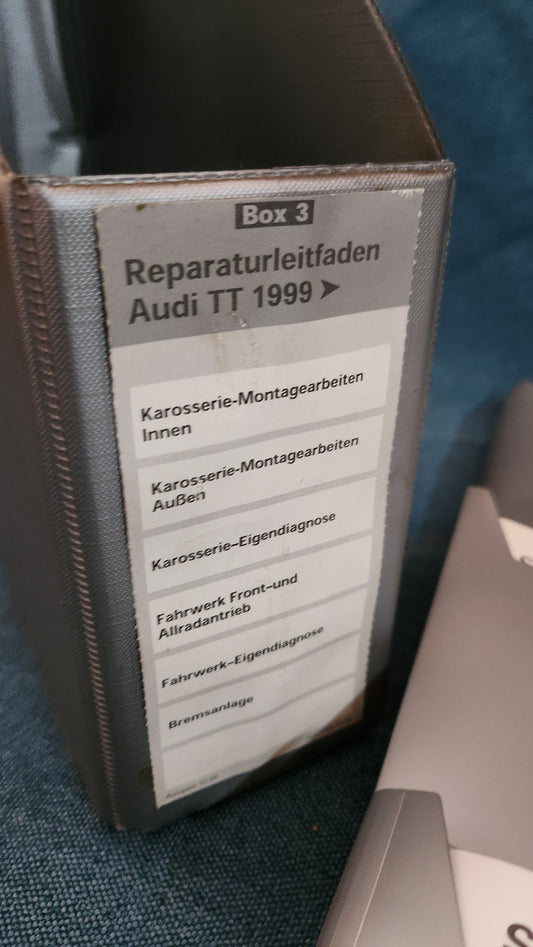 Box 3
Reparaturleitfaden
Audi TT 1999 ➤
Karosserie-Montagearbeiten
Innen
Karosserie-Montagearbeiten
Außen
Karosserie–Eigendiagnose
Fahrwerk Front–und
Allradantrieb
Fahrwerk–Eigendiagnose
Bremsanlage